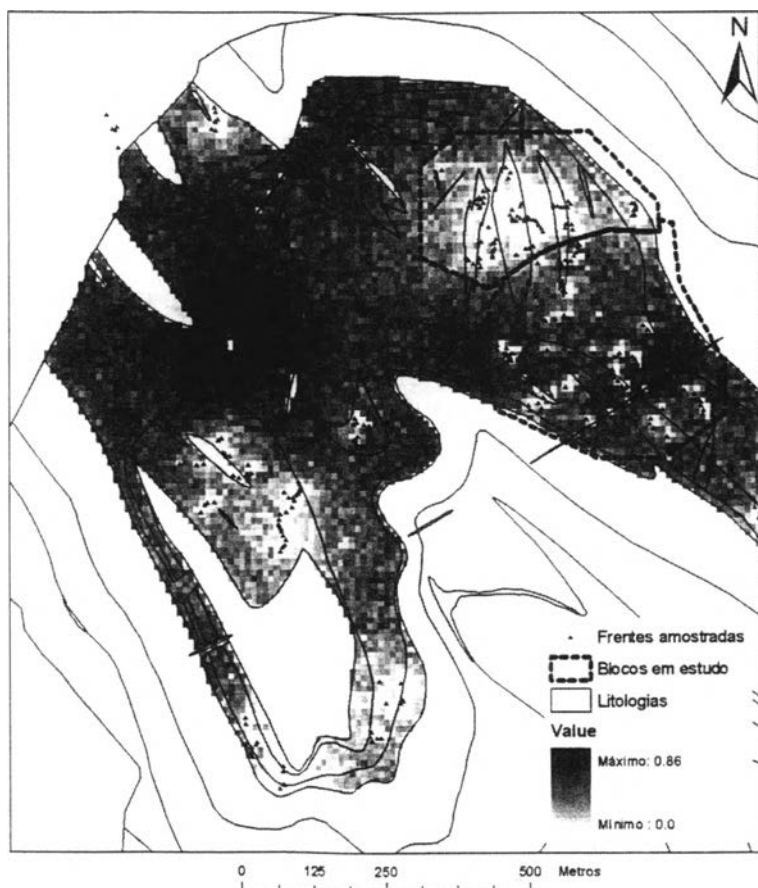 N
2
Frentes amostradas
Blocos em estudo
Litologias
Value
Máximo: 0.86
Mínimo: 0.0
0 125 250 500 Metros